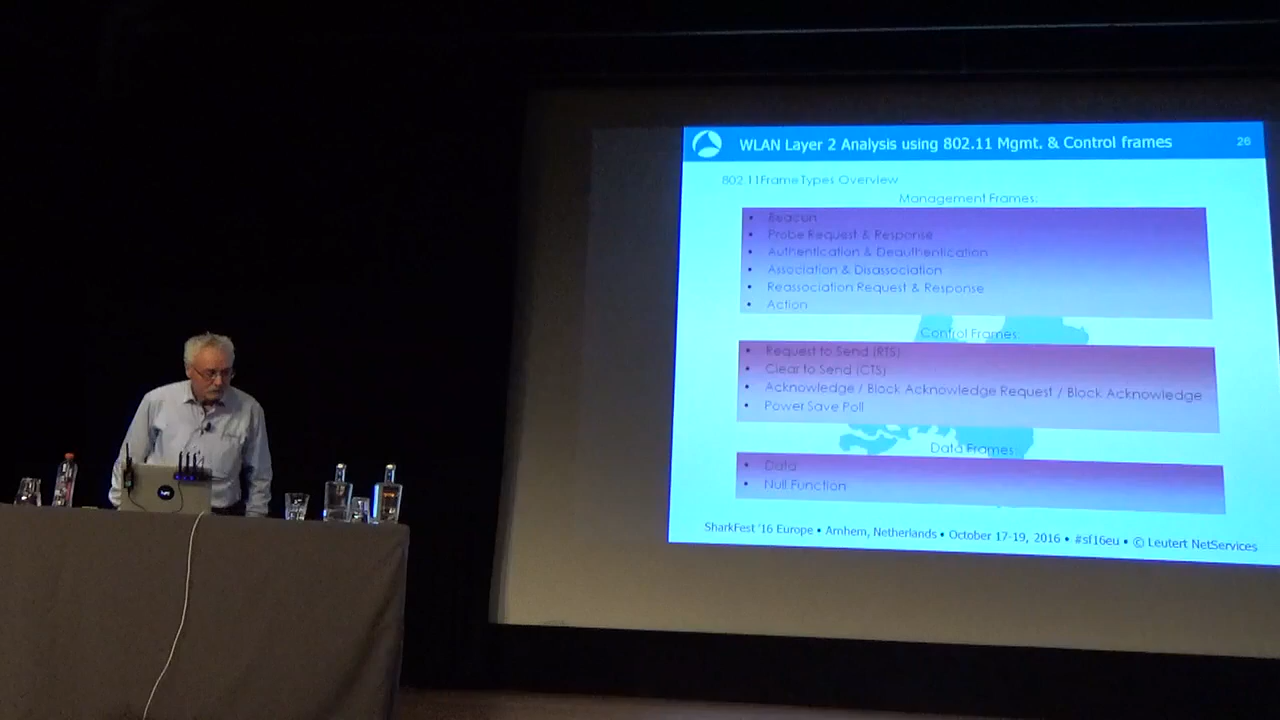 WLAN Layer 2 Analysis using 802.11 Mgmt. & Control frames 26
802.11Frame Types Overview
Management Frames:
• Beacon
• Probe Request & Response
• Authentication & Deauthentication
• Association & Disassociation
• Reassociation Request & Response
• Action
Control Frames:
• Request to Send (RTS)
• Clear to Send (CTS)
• Acknowledge / Block Acknowledge Request / Block Acknowledge
• Power Save Poll
Data Frames:
• Data
• Null Function
SharkFest '16 Europe • Arnhem, Netherlands • October 17-19, 2016 • #sf16eu • © Leutert NetServices